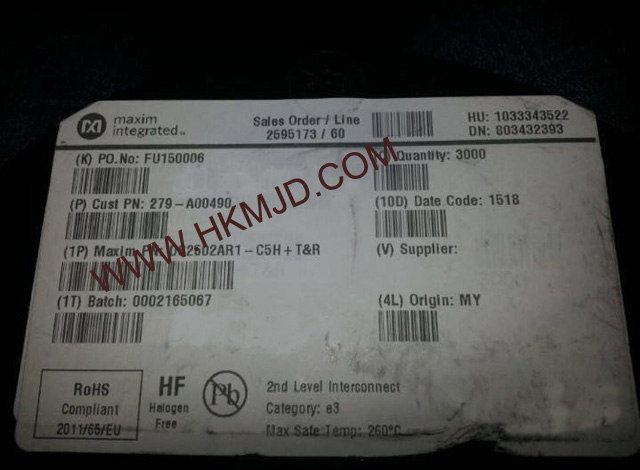 maxim integrated™
Sales Order / Line
2595173 / 60
HU: 1033343522
DN: 803432393
(K) PO.No: FU150006
Quantity: 3000
(P) Cust PN: 279-A00490
(10D) Date Code: 1518
(1P) Maxim 2502AR1-C5H+T&R
(V) Supplier:
(1T) Batch: 0002165067
(4L) Origin: MY
WWW.HKMJD.COM
RoHS
Compliant
2011/65/EU
HF
Halogen
Free
Pb
2nd Level Interconnect
Category: e3
Max Safe Temp: 260°C